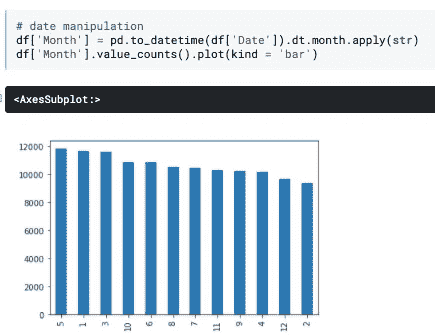 # date manipulation
df['Month'] = pd.to_datetime(df['Date']).dt.month.apply(str)
df['Month'].value_counts().plot(kind = 'bar')
<AxesSubplot:>
12000
10000
8000
6000
4000
2000
0
5 1 3 10 6 8 7 11 9 4 12 2